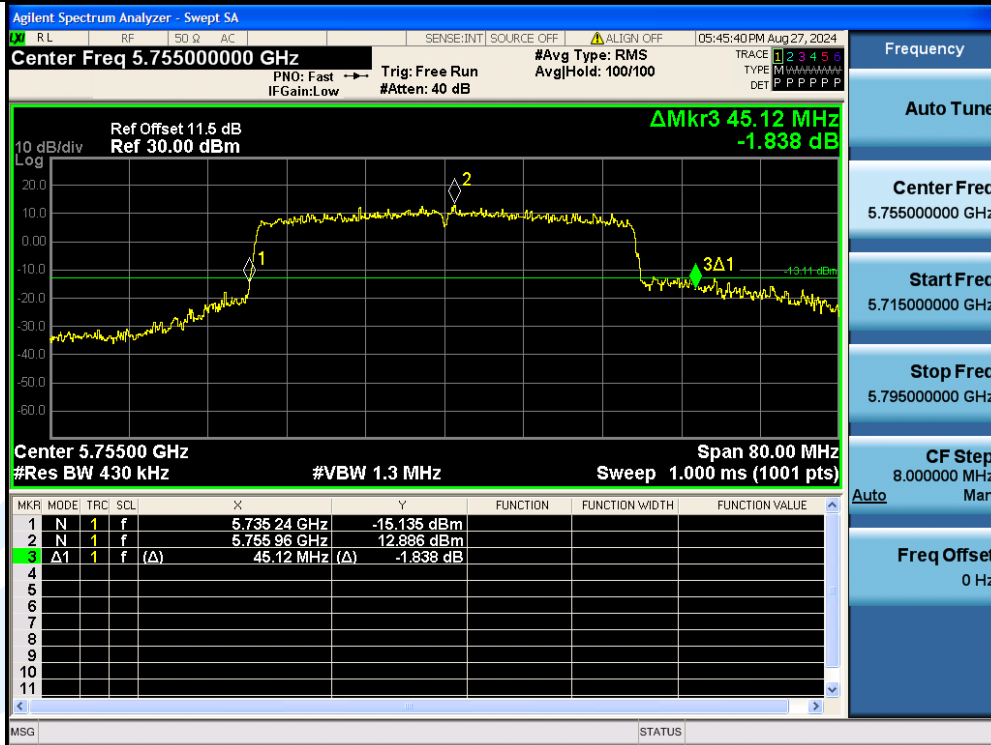 Agilent Spectrum Analyzer - Swept SA
LXI RL RF 50 Ω AC SENSE:INT SOURCE OFF ALIGN OFF 05:45:40 PM Aug 27, 2024
Center Freq 5.755000000 GHz
#Avg Type: RMS
TRACE 1 2 3 4 5 6
PNO: Fast
Trig: Free Run
Avg|Hold: 100/100
TYPE M
IFGain:Low
#Atten: 40 dB
DET P P P P P P
ΔMkr3 45.12 MHz
-1.838 dB
Ref Offset 11.5 dB
10 dB/div Ref 30.00 dBm
Log
20.0
10.0
0.00
-10.0
-20.0
-30.0
-40.0
-50.0
-60.0
1
2
3Δ1
-13.11 dBm
Center 5.75500 GHz
Span 80.00 MHz
#Res BW 430 kHz
#VBW 1.3 MHz
Sweep 1.000 ms (1001 pts)
MKR MODE TRC SCL X Y FUNCTION FUNCTION WIDTH FUNCTION VALUE
1 N 1 f 5.735 24 GHz -15.135 dBm
2 N 1 f 5.755 96 GHz 12.886 dBm
3 Δ1 1 f (Δ) 45.12 MHz (Δ) -1.838 dB
4
5
6
7
8
9
10
11
MSG
STATUS
Frequency
Auto Tune
Center Freq
5.755000000 GHz
Start Freq
5.715000000 GHz
Stop Freq
5.795000000 GHz
CF Step
8.000000 MHz
Auto Man
Freq Offset
0 Hz